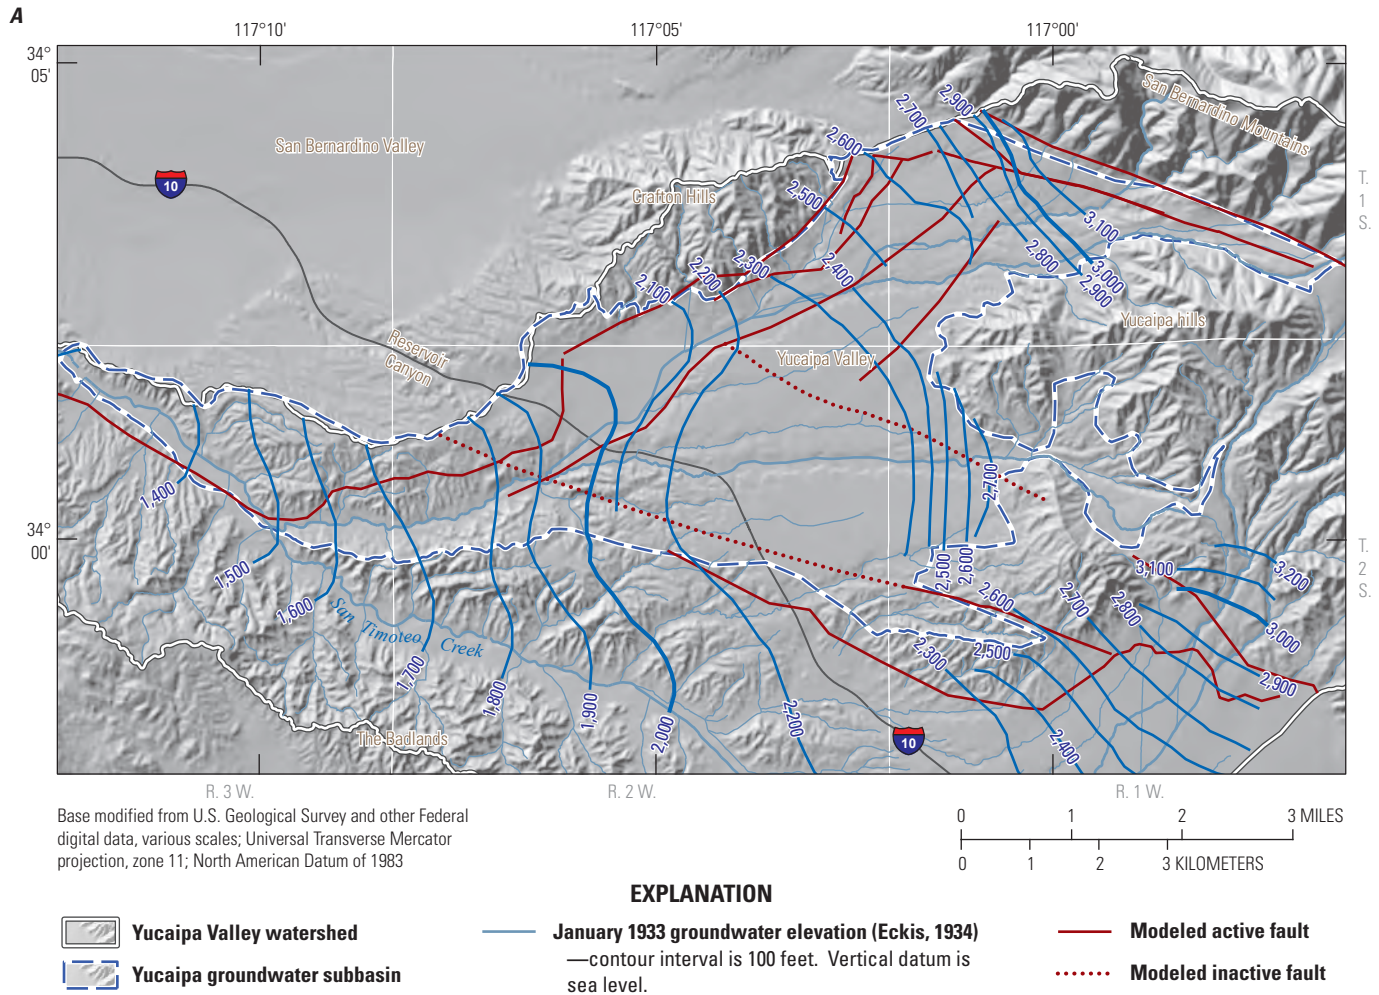 A
117°10'
117°05'
117°00'
34°
05'
34°
00'
T.
1
S.
T.
2
S.
San Bernardino Valley
San Bernardino Mountains
Crafton Hills
Yucaipa hills
Yucaipa Valley
Reservoir
Canyon
San Timoteo Creek
The Badlands
10
10
2,900
2,700
2,600
2,500
3,100
2,800
3,000
2,900
2,400
2,300
2,200
2,100
2,700
1,400
1,500
1,600
1,700
1,800
1,900
2,000
2,200
2,500
2,600
2,600
2,700
2,800
3,100
3,200
3,000
2,900
2,300
2,500
2,400
R. 3 W.
R. 2 W.
R. 1 W.
Base modified from U.S. Geological Survey and other Federal
digital data, various scales; Universal Transverse Mercator
projection, zone 11; North American Datum of 1983
0 1 2 3 MILES
0 1 2 3 KILOMETERS
EXPLANATION
Yucaipa Valley watershed
Yucaipa groundwater subbasin
January 1933 groundwater elevation (Eckis, 1934)
—contour interval is 100 feet. Vertical datum is
sea level.
Modeled active fault
Modeled inactive fault